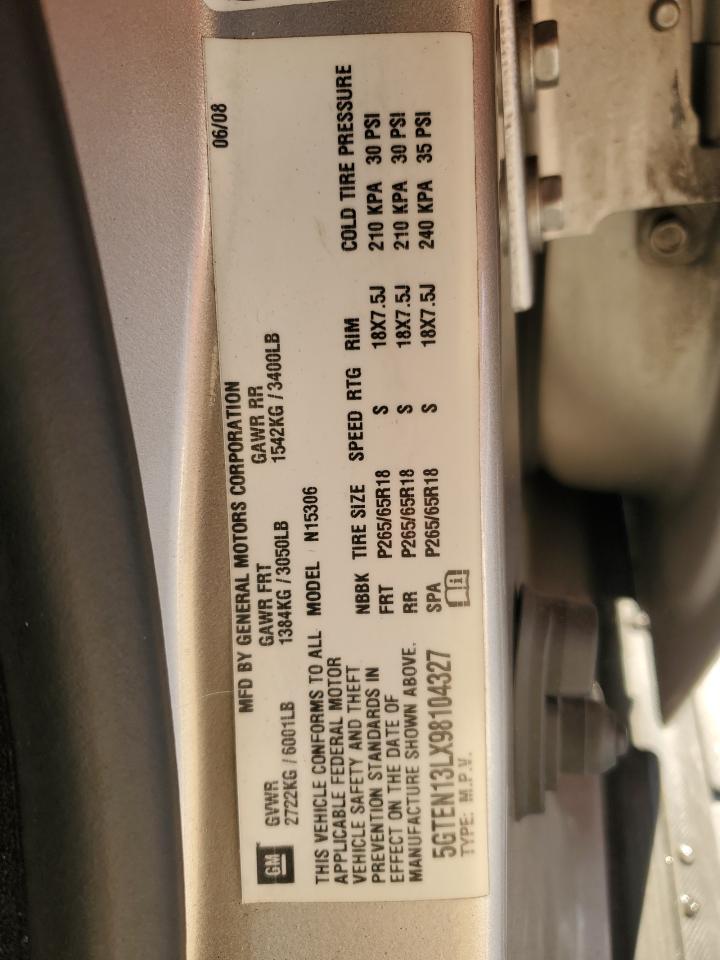 06/08
MFD BY GENERAL MOTORS CORPORATION
GVWR GAWR FRT GAWR RR
2722KG / 6001LB 1384KG / 3050LB 1542KG / 3400LB
GM
THIS VEHICLE CONFORMS TO ALL
APPLICABLE FEDERAL MOTOR
VEHICLE SAFETY AND THEFT
PREVENTION STANDARDS IN
EFFECT ON THE DATE OF
MANUFACTURE SHOWN ABOVE.
MODEL N15306
NBBK TIRE SIZE SPEED RTG RIM COLD TIRE PRESSURE
FRT P265/65R18 S 18X7.5J 210 KPA 30 PSI
RR P265/65R18 S 18X7.5J 210 KPA 30 PSI
SPA P265/65R18 S 18X7.5J 240 KPA 35 PSI
5GTEN13LX98104327
TYPE: M.P.V.